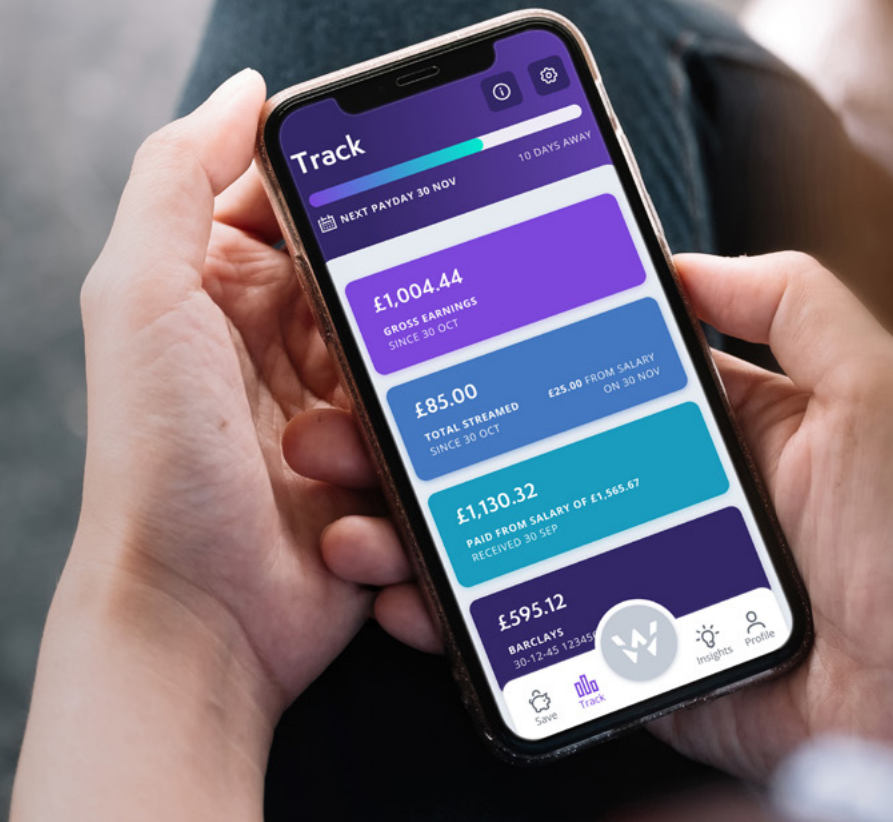 Track
NEXT PAYDAY 30 NOV
10 DAYS AWAY
£1,004.44
GROSS EARNINGS
SINCE 30 OCT
£85.00
TOTAL STREAMED
SINCE 30 OCT
£25.00 FROM SALARY
ON 30 NOV
£1,130.32
PAID FROM SALARY OF £1,565.67
RECEIVED 30 SEP
£595.12
BARCLAYS
30-12-45
Save
Track
W
Insights
Profile